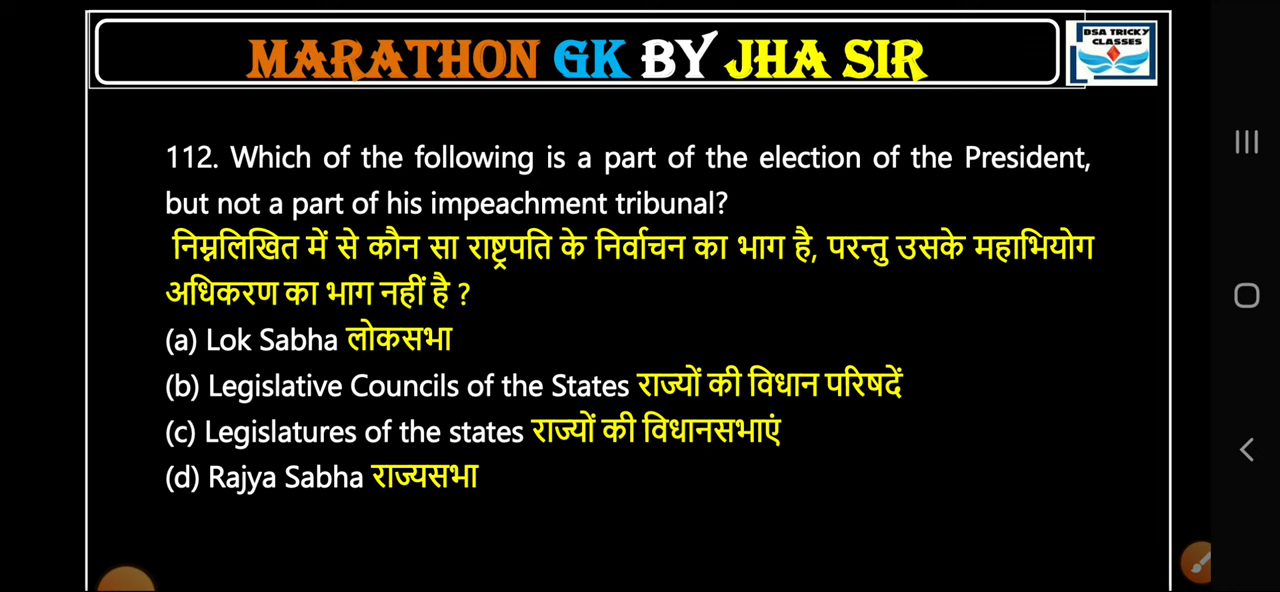 MARATHON GK BY JHA SIR
DSA TRICKY
CLASSES
112. Which of the following is a part of the election of the President,
but not a part of his impeachment tribunal?
निम्नलिखित में से कौन सा राष्ट्रपति के निर्वाचन का भाग है, परन्तु उसके महाभियोग
अधिकरण का भाग नहीं है ?
(a) Lok Sabha लोकसभा
(b) Legislative Councils of the States राज्यों की विधान परिषदें
(c) Legislatures of the states राज्यों की विधानसभाएं
(d) Rajya Sabha राज्यसभा